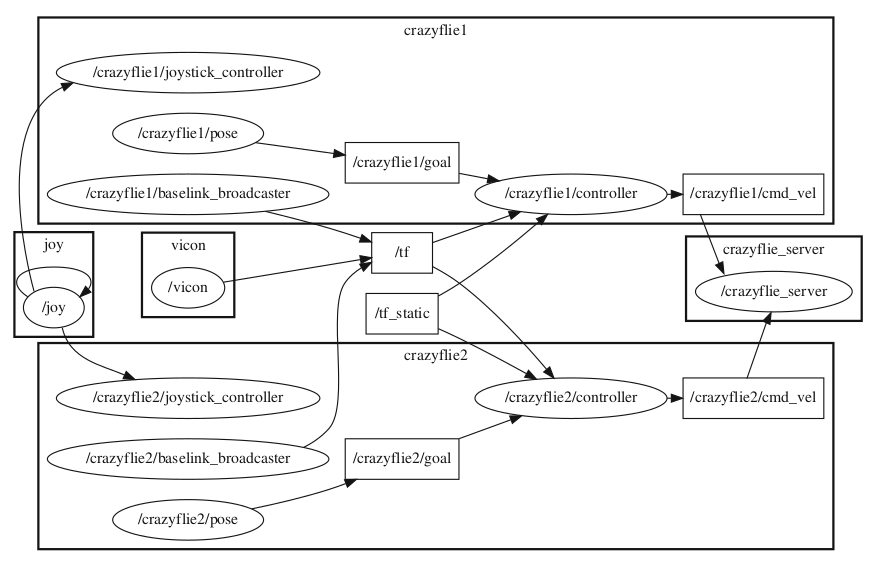 crazyflie1
/crazyflie1/joystick_controller
/crazyflie1/pose
/crazyflie1/goal
/crazyflie1/baselink_broadcaster
/crazyflie1/controller
/crazyflie1/cmd_vel
joy
/joy
vicon
/vicon
/tf
/tf_static
crazyflie_server
/crazyflie_server
crazyflie2
/crazyflie2/joystick_controller
/crazyflie2/controller
/crazyflie2/cmd_vel
/crazyflie2/baselink_broadcaster
/crazyflie2/goal
/crazyflie2/pose